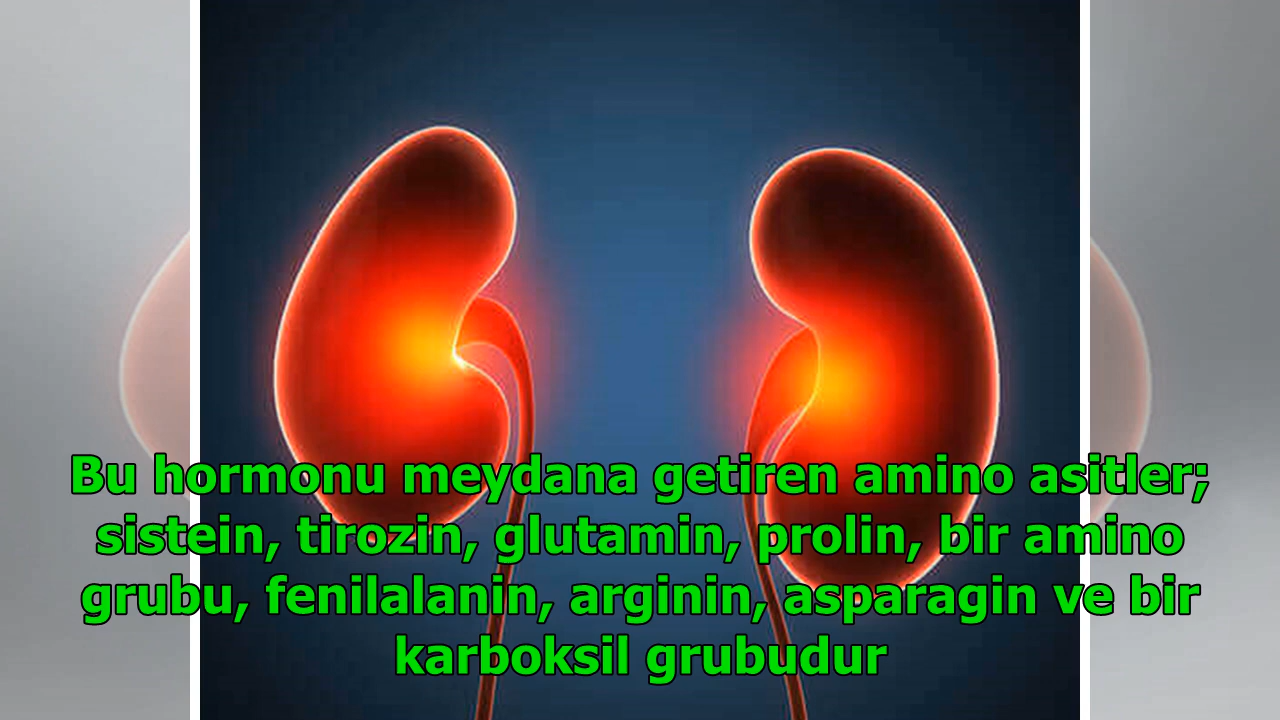 Bu hormonu meydana getiren amino asitler;
sistein, tirozin, glutamin, prolin, bir amino
grubu, fenilalanin, arginin, asparagin ve bir
karboksil grubudur